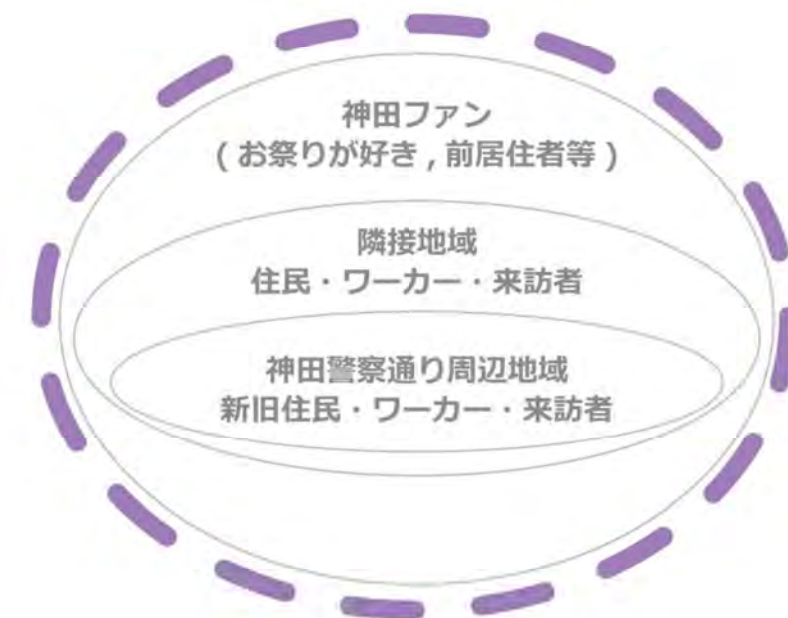 神田ファン
( お祭りが好き , 前居住者等 )
隣接地域
住民・ワーカー・来訪者
神田警察通り周辺地域
新旧住民・ワーカー・来訪者